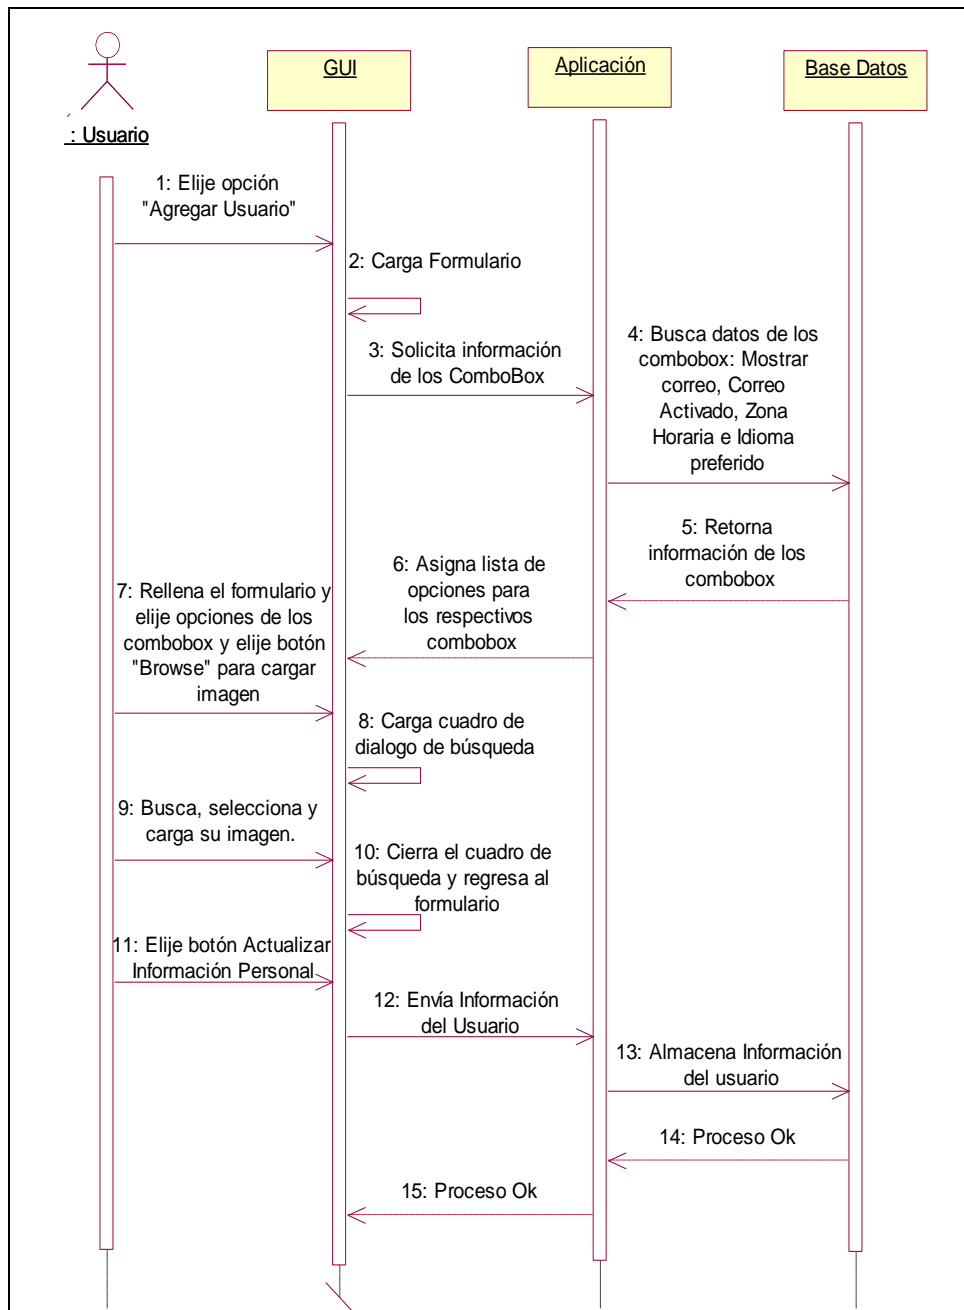 GUI
Aplicación
Base Datos
: Usuario
1: Elije opción
"Agregar Usuario"
2: Carga Formulario
3: Solicita información
de los ComboBox
4: Busca datos de los
combobox: Mostrar
correo, Correo
Activado, Zona
Horaria e Idioma
preferido
5: Retorna
información de los
combobox
6: Asigna lista de
opciones para
los respectivos
combobox
7: Rellena el formulario y
elije opciones de los
combobox y elije botón
"Browse" para cargar
imagen
8: Carga cuadro de
dialogo de búsqueda
9: Busca, selecciona y
carga su imagen.
10: Cierra el cuadro de
búsqueda y regresa al
formulario
11: Elije botón Actualizar
Información Personal
12: Envía Información
del Usuario
13: Almacena Información
del usuario
14: Proceso Ok
15: Proceso Ok